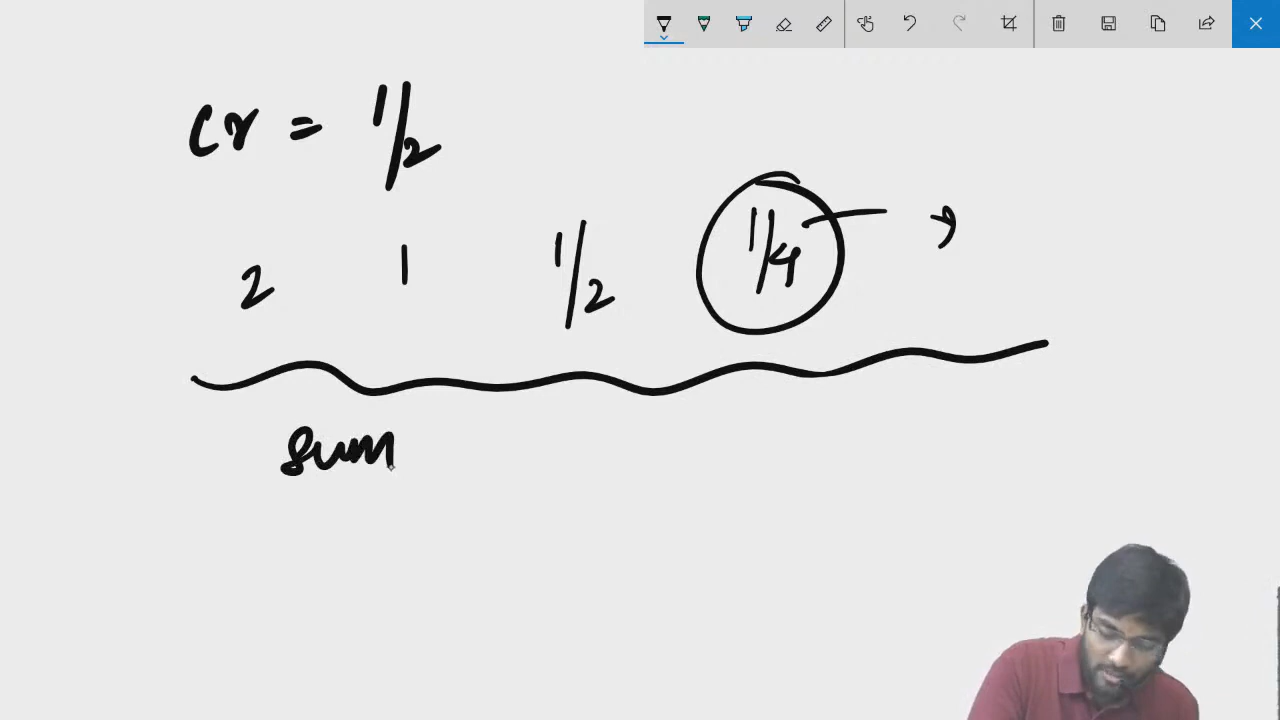 cr = 1/2
2 1 1/2 1/4
sum